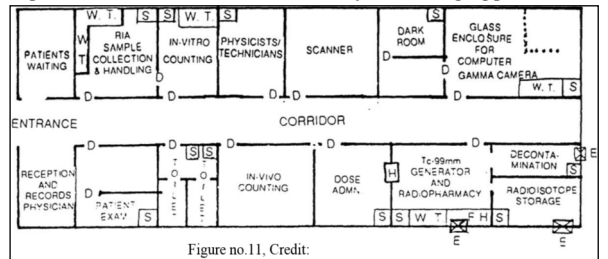 W. T.
S
W. T.
S
S
W
T
PATIENTS
WAITING
RIA
SAMPLE
COLLECTION
& HANDLING
IN-VITRO
COUNTING
PHYSICISTS/
TECHNICIANS
SCANNER
DARK
ROOM
GLASS
ENCLOSURE
FOR
COMPUTER
GAMMA CAMERA
W. T.
S
D
D
D
D
D
D
D
D
D
ENTRANCE
CORRIDOR
D
D
D
D
D
D
E
RECEPTION
AND
RECORDS
PHYSICIAN
D
PATIENT
EXAM
S
S
S
TOILET
TOILET
IN-VIVO
COUNTING
DOSE
ADMN.
H
Tc-99mm
GENERATOR
AND
RADIOPHARMACY
DECONTA-
MINATION
S
RADIOISOTOPE
STORAGE
S
S
W T
F H
S
E
E
Figure no.11, Credit: